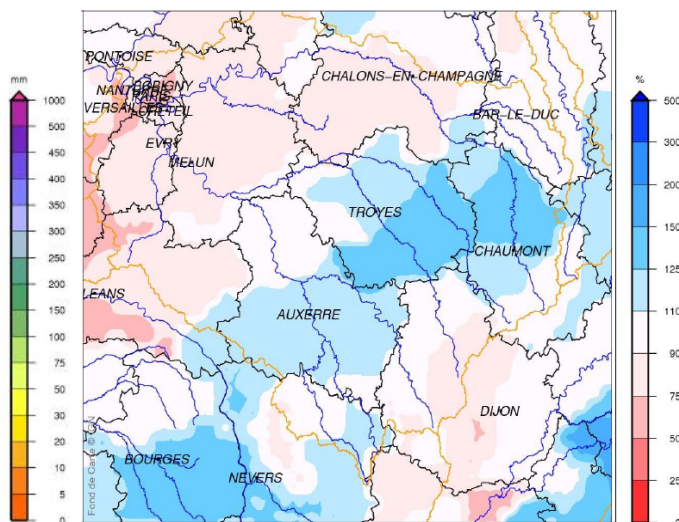 mm
1000
500
450
400
350
300
250
200
150
100
75
50
30
20
10
5
0
PONTOISE
NANTERRE
BOBIGNY
PARIS
VERSAILLES
CRETEIL
EVRY
MELUN
CHALONS-EN-CHAMPAGNE
BAR-LE-DUC
TROYES
CHAUMONT
LEANS
AUXERRE
DIJON
BOURGES
NEVERS
Fond de Carte © IGN
%
500
300
200
150
125
110
90
75
50
25
0